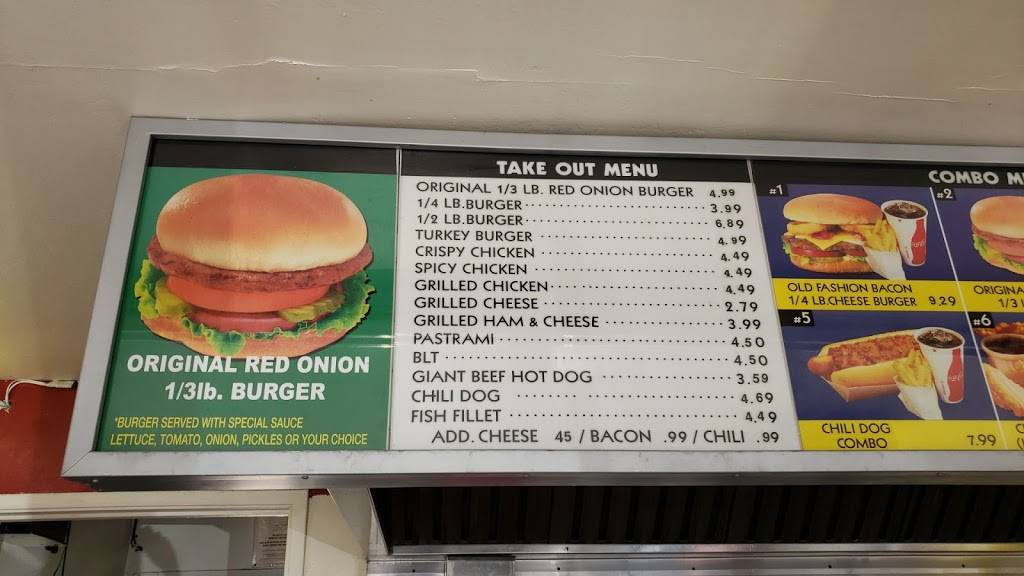 ORIGINAL RED ONION
1/3lb. BURGER
*BURGER SERVED WITH SPECIAL SAUCE
LETTUCE, TOMATO, ONION, PICKLES OR YOUR CHOICE
TAKE OUT MENU
ORIGINAL 1/3 LB. RED ONION BURGER 4.99
1/4 LB.BURGER 3.99
1/2 LB.BURGER 6.89
TURKEY BURGER 4.99
CRISPY CHICKEN 4.49
SPICY CHICKEN 4.49
GRILLED CHICKEN 4.49
GRILLED CHEESE 2.79
GRILLED HAM & CHEESE 3.99
PASTRAMI 4.50
BLT 4.50
GIANT BEEF HOT DOG 3.59
CHILI DOG 4.69
FISH FILLET 4.49
ADD. CHEESE 45 / BACON .99 / CHILI .99
COMBO M
#1
OLD FASHION BACON
1/4 LB.CHEESE BURGER 9.29
#2
ORIGINA
1/3
#5
CHILI DOG
COMBO 7.99
#6